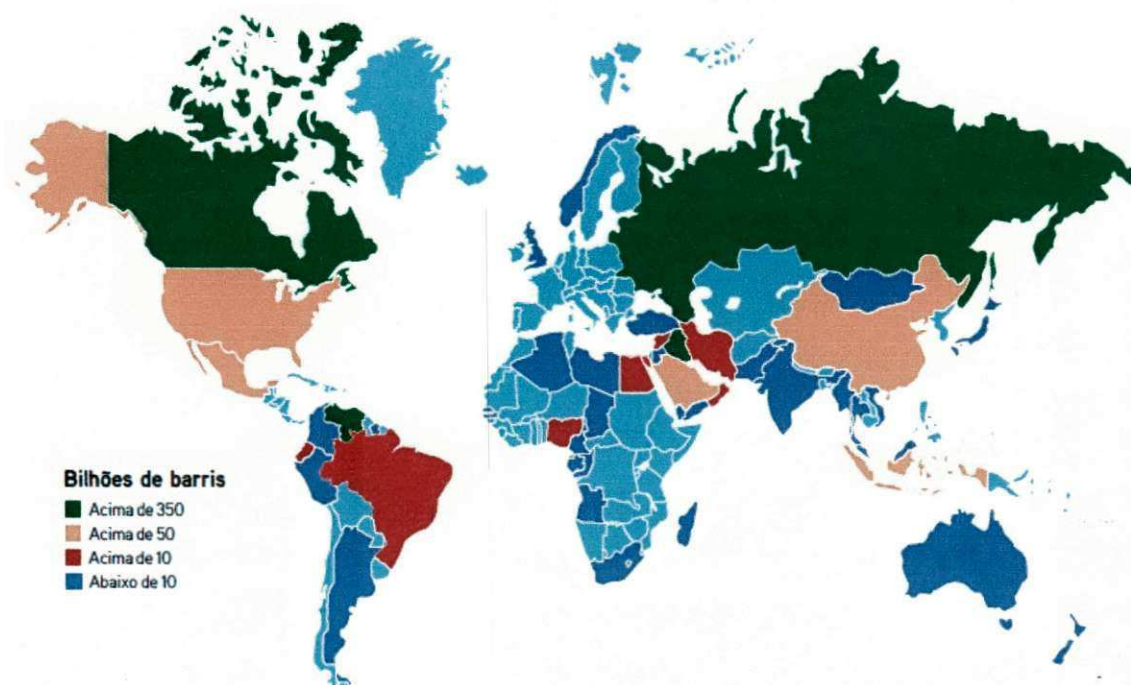 Bilhões de barris
Acima de 350
Acima de 50
Acima de 10
Abaixo de 10